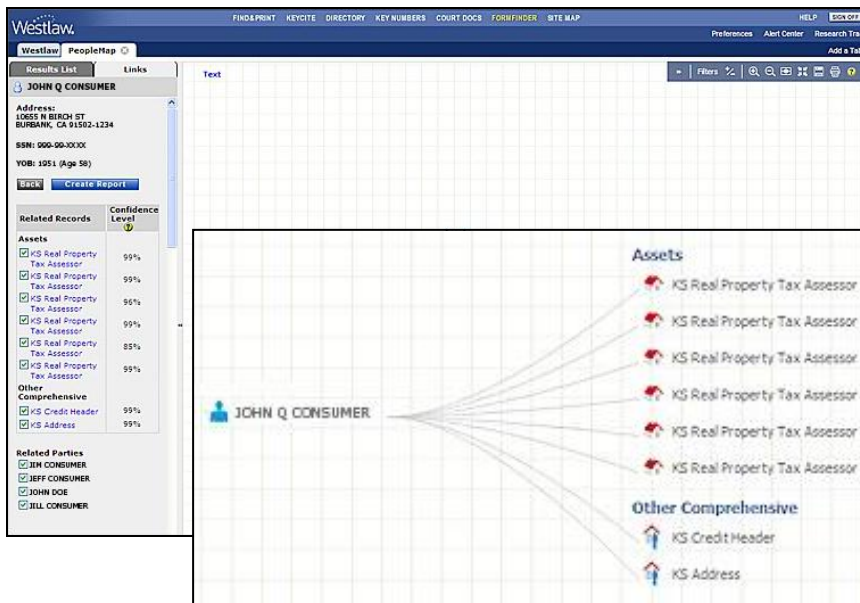 Westlaw.
FIND&PRINT KEYCITE DIRECTORY KEY NUMBERS COURT DOCS FORMFINDER SITE MAP
HELP SIGN OFF
Preferences Alert Center Research Tra
Westlaw PeopleMap
Add a Tab
Results List Links
JOHN Q CONSUMER
Address:
10655 N BIRCH ST
BURBANK, CA 91502-1234
SSN: 999-99-XXXX
YOB: 1951 (Age 58)
Back Create Report
Related Records Confidence Level
Assets
KS Real Property Tax Assessor 99%
KS Real Property Tax Assessor 99%
KS Real Property Tax Assessor 96%
KS Real Property Tax Assessor 99%
KS Real Property Tax Assessor 85%
KS Real Property Tax Assessor 99%
Other Comprehensive
KS Credit Header 99%
KS Address 99%
Related Parties
JIM CONSUMER
JEFF CONSUMER
JOHN DOE
JILL CONSUMER
Text
» Filters
JOHN Q CONSUMER
Assets
KS Real Property Tax Assessor
KS Real Property Tax Assessor
KS Real Property Tax Assessor
KS Real Property Tax Assessor
KS Real Property Tax Assessor
KS Real Property Tax Assessor
Other Comprehensive
KS Credit Header
KS Address